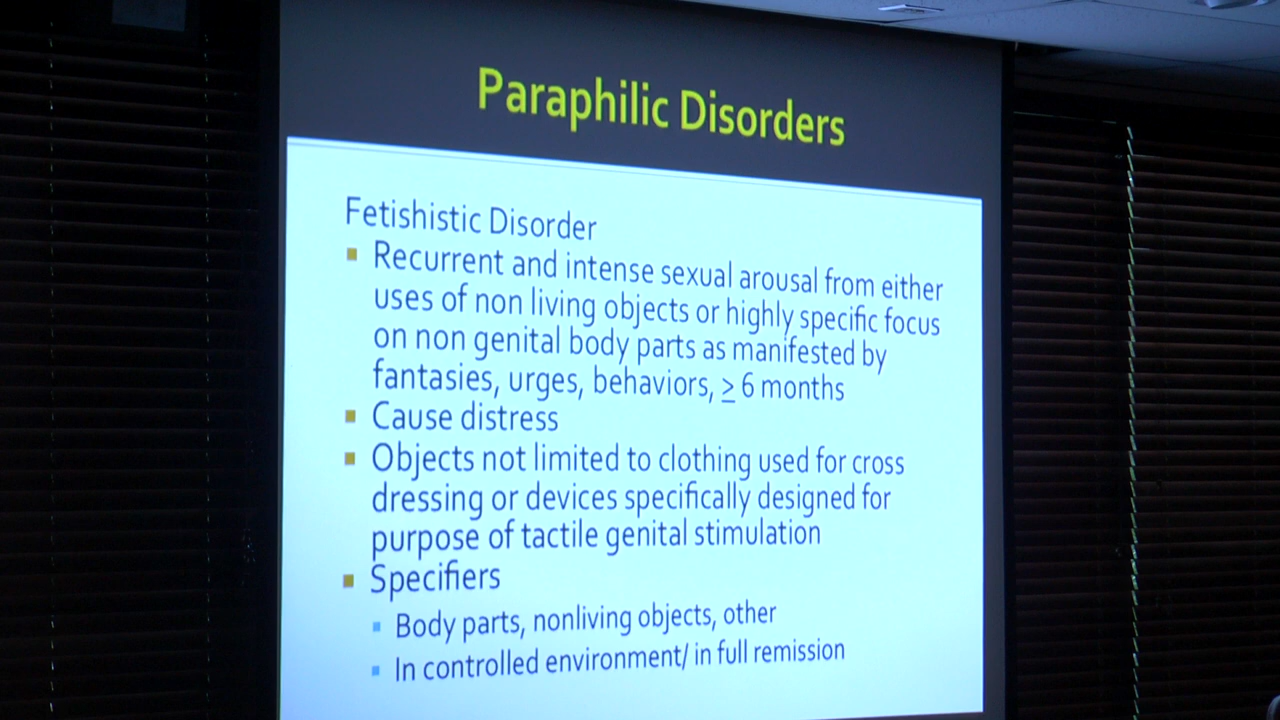 Paraphilic Disorders
Fetishistic Disorder
Recurrent and intense sexual arousal from either
uses of non living objects or highly specific focus
on non genital body parts as manifested by
fantasies, urges, behaviors, ≥ 6 months
Cause distress
Objects not limited to clothing used for cross
dressing or devices specifically designed for
purpose of tactile genital stimulation
Specifiers
Body parts, nonliving objects, other
In controlled environment/ in full remission